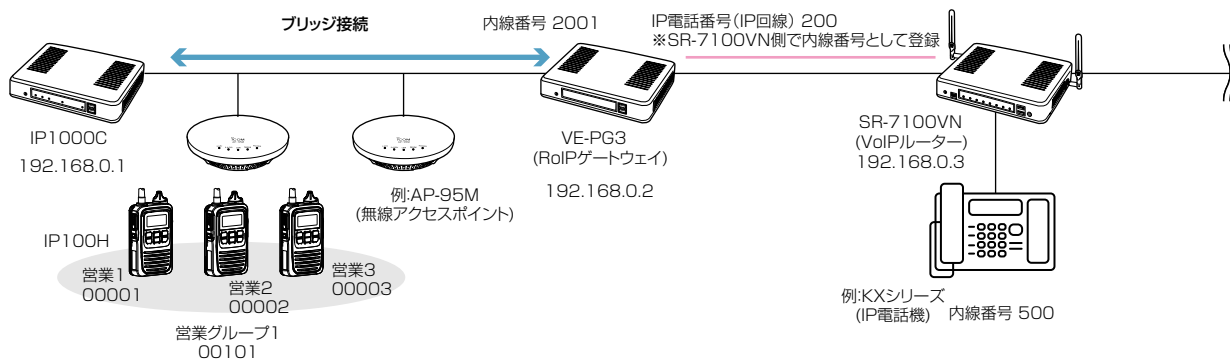 ブリッジ接続
内線番号 2001
IP電話番号(IP回線) 200
※SR-7100VN側で内線番号として登録
IP1000C
192.168.0.1
例:AP-95M
(無線アクセスポイント)
VE-PG3
(RoIPゲートウェイ)
192.168.0.2
SR-7100VN
(VoIPルーター)
192.168.0.3
IP100H
営業1
00001
営業2
00002
営業3
00003
営業グループ1
00101
例:KXシリーズ
(IP電話機)
内線番号 500